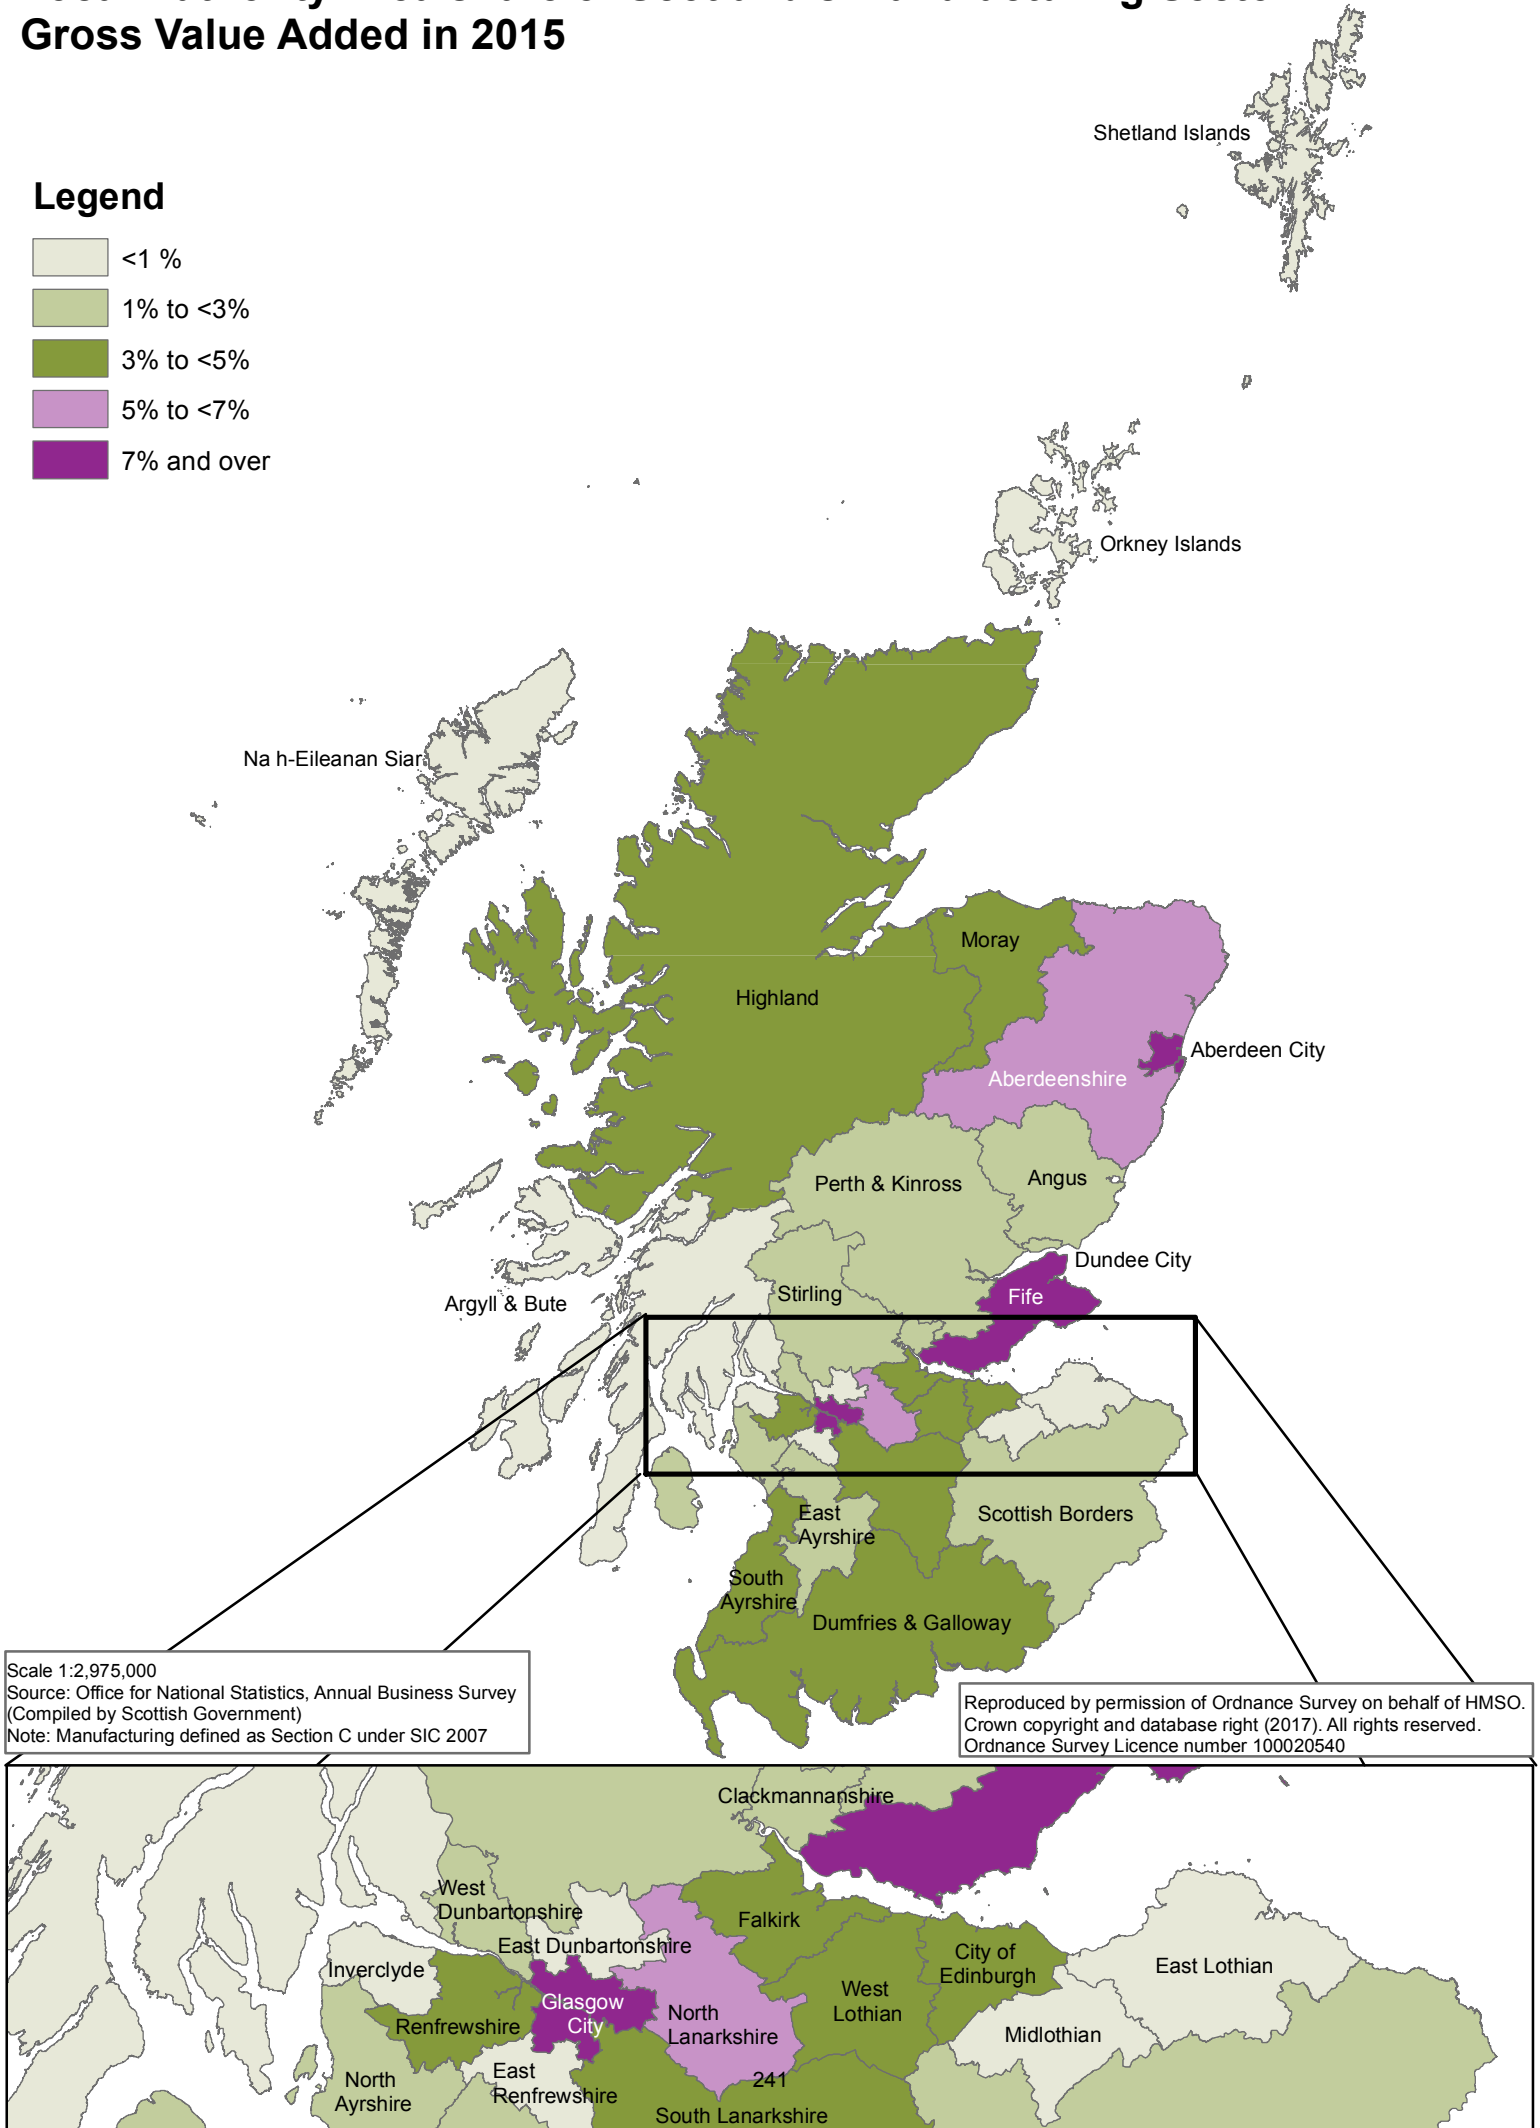 Gross Value Added in 2015
Shetland Islands
Legend
<1 %
1% to <3%
3% to <5%
5% to <7%
7% and over
Orkney Islands
Na h-Eileanan Siar
Moray
Highland
Aberdeen City
Aberdeenshire
Perth & Kinross
Angus
Dundee City
Stirling
Fife
Argyll & Bute
East
Ayrshire
Scottish Borders
South
Ayrshire
Dumfries & Galloway
Scale 1:2,975,000
Source: Office for National Statistics, Annual Business Survey
(Compiled by Scottish Government)
Note: Manufacturing defined as Section C under SIC 2007
Reproduced by permission of Ordnance Survey on behalf of HMSO.
Crown copyright and database right (2017). All rights reserved.
Ordnance Survey Licence number 100020540
Clackmannanshire
West
Dunbartonshire
Falkirk
East Dunbartonshire
City of
Edinburgh
East Lothian
Inverclyde
West
Lothian
Glasgow
City
North
Lanarkshire
Renfrewshire
Midlothian
East
Renfrewshire
North
Ayrshire
241
South Lanarkshire